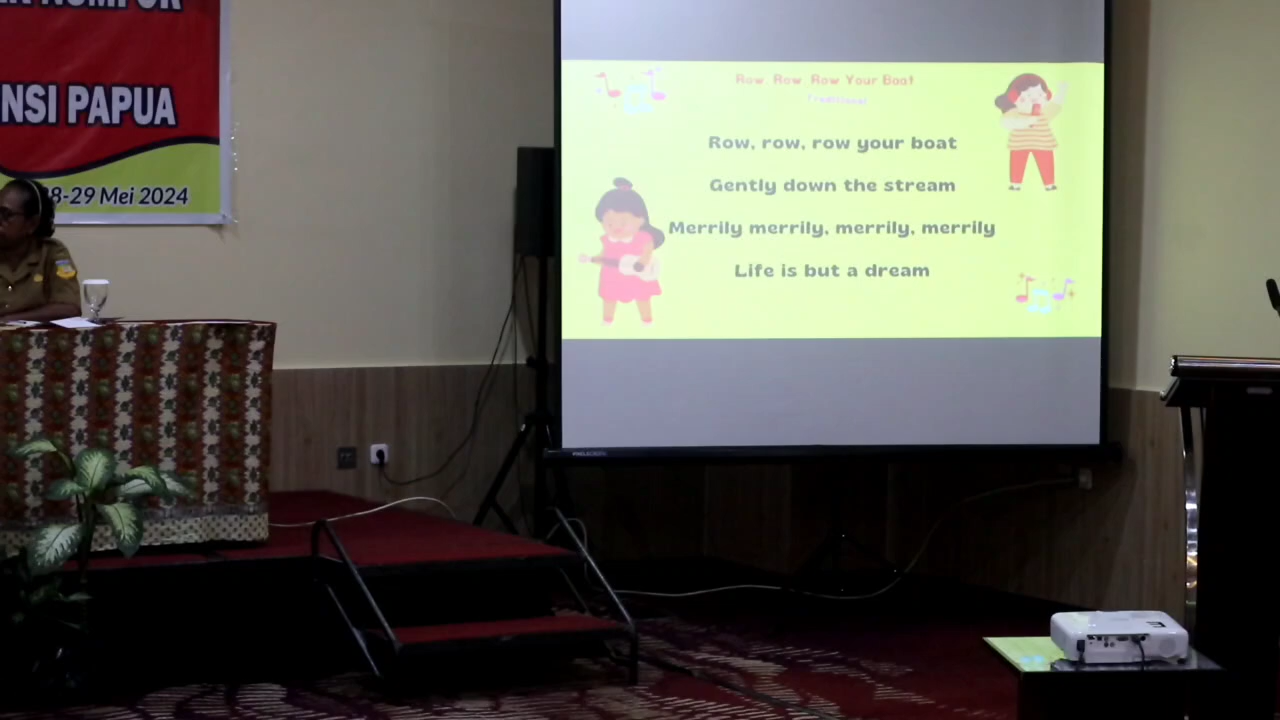 NSI PAPUA
8-29 Mei 2024
Row, Row, Row Your Boat
Traditional
Row, row, row your boat
Gently down the stream
Merrily merrily, merrily, merrily
Life is but a dream